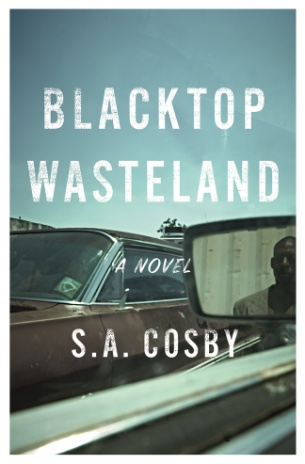 BLACKTOP
WASTELAND
A NOVEL
S.A. COSBY